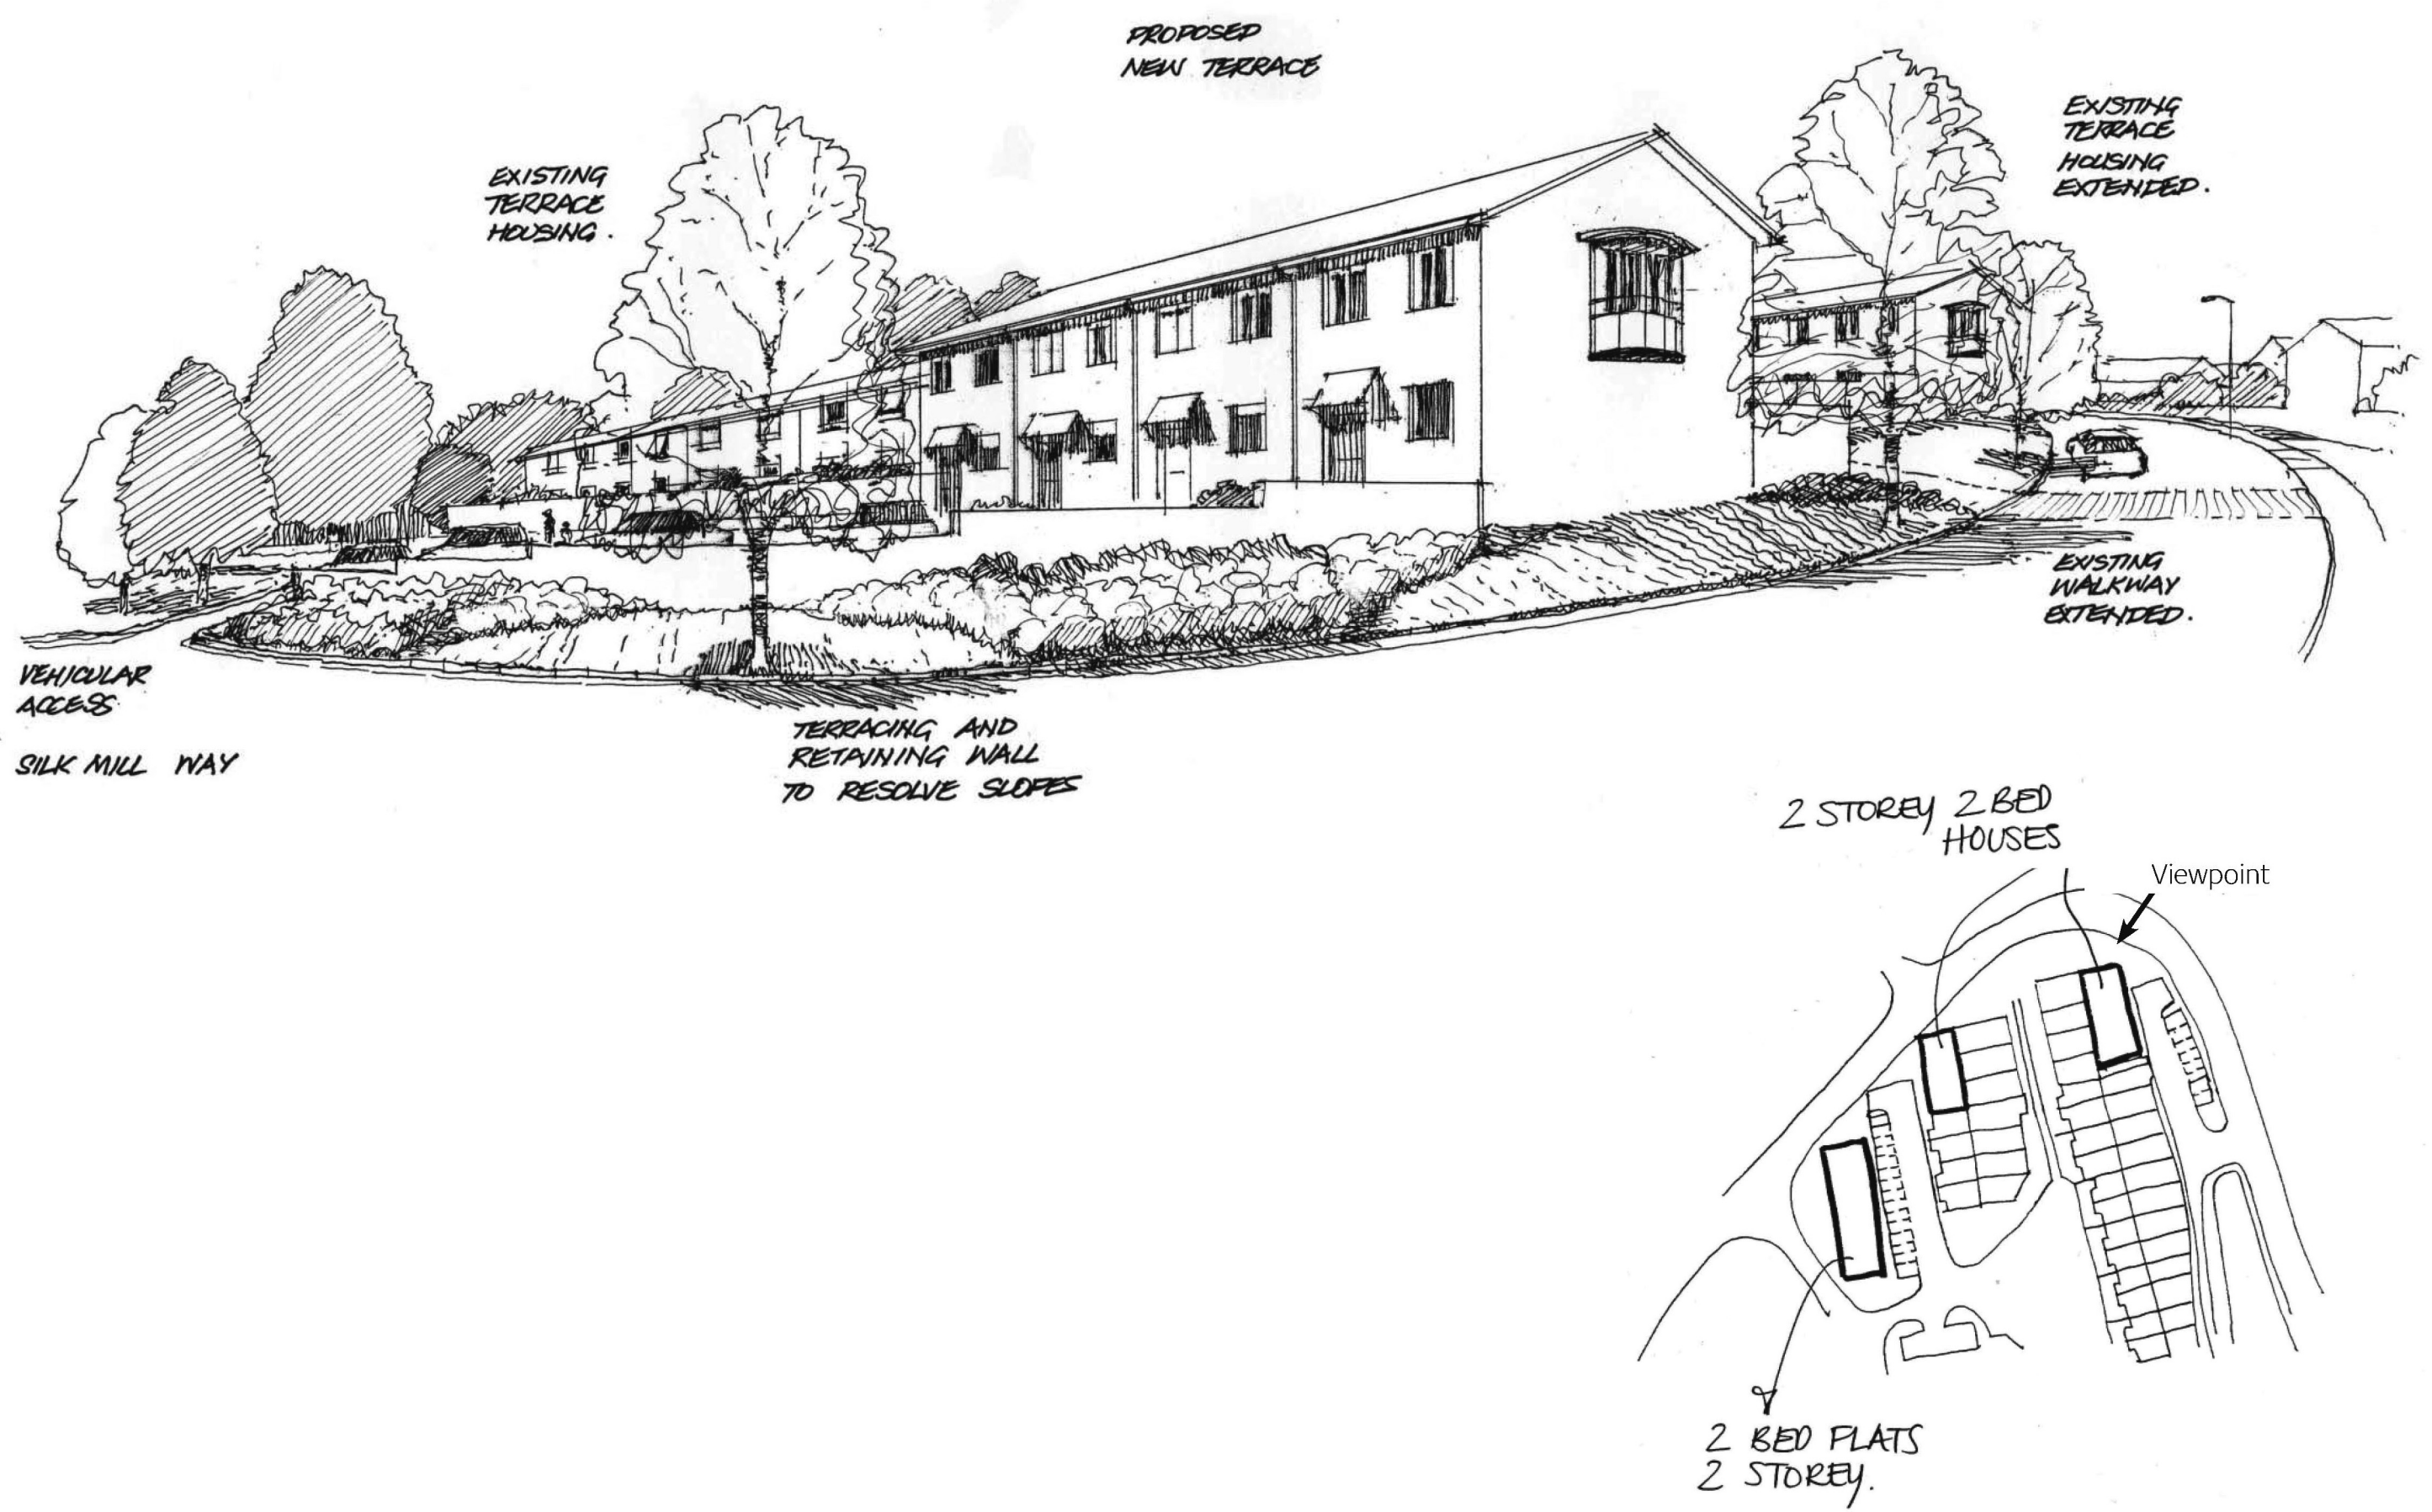 PROPOSED
NEW TERRACE
EXISTING
TERRACE
HOUSING.
EXISTING
TERRACE
HOUSING
EXTENDED.
EXISTING
WALKWAY
EXTENDED.
VEHICULAR
ACCESS
SILK MILL WAY
TERRACING AND
RETAINING WALL
TO RESOLVE SLOPES
2 STOREY 2 BED
HOUSES
Viewpoint
2 BED FLATS
2 STOREY.